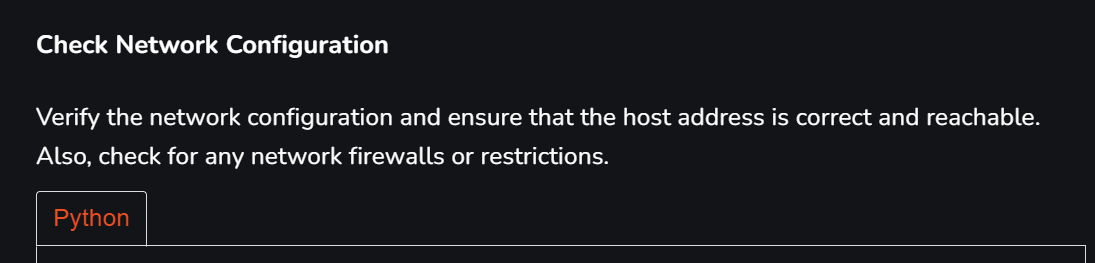 Check Network Configuration
Verify the network configuration and ensure that the host address is correct and reachable.
Also, check for any network firewalls or restrictions.
Python